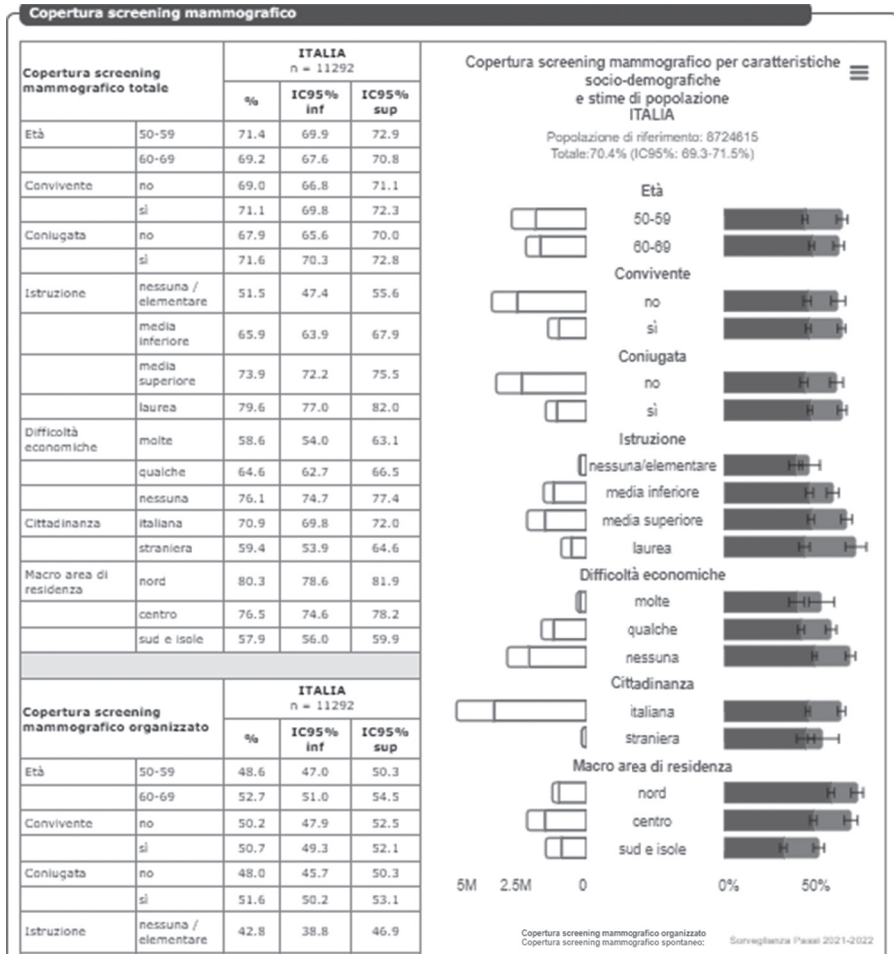 Copertura screening mammografico
Copertura screening mammografico totale
ITALIA
n = 11292
% IC95% inf IC95% sup
Età 50-59 71.4 69.9 72.9
60-69 69.2 67.6 70.8
Convivente no 69.0 66.8 71.1
sì 71.1 69.8 72.3
Coniugata no 67.9 65.6 70.0
sì 71.6 70.3 72.8
Istruzione nessuna / elementare 51.5 47.4 55.6
media inferiore 65.9 63.9 67.9
media superiore 73.9 72.2 75.5
laurea 79.6 77.0 82.0
Difficoltà economiche molte 58.6 54.0 63.1
qualche 64.6 62.7 66.5
nessuna 76.1 74.7 77.4
Cittadinanza italiana 70.9 69.8 72.0
straniera 59.4 53.9 64.6
Macro area di residenza nord 80.3 78.6 81.9
centro 76.5 74.6 78.2
sud e isole 57.9 56.0 59.9
Copertura screening mammografico organizzato
ITALIA
n = 11292
% IC95% inf IC95% sup
Età 50-59 48.6 47.0 50.3
60-69 52.7 51.0 54.5
Convivente no 50.2 47.9 52.5
sì 50.7 49.3 52.1
Coniugata no 48.0 45.7 50.3
sì 51.6 50.2 53.1
Istruzione nessuna / elementare 42.8 38.8 46.9
Copertura screening mammografico per caratteristiche
socio-demografiche
e stime di popolazione
ITALIA
Popolazione di riferimento: 8724615
Totale:70.4% (IC95%: 69.3-71.5%)
Età
50-59
60-69
Convivente
no
sì
Coniugata
no
sì
Istruzione
nessuna/elementare
media inferiore
media superiore
laurea
Difficoltà economiche
molte
qualche
nessuna
Cittadinanza
italiana
straniera
Macro area di residenza
nord
centro
sud e isole
5M 2.5M 0 0% 50%
Copertura screening mammografico organizzato
Copertura screening mammografico spontaneo:
Sorveglianza Passi 2021-2022